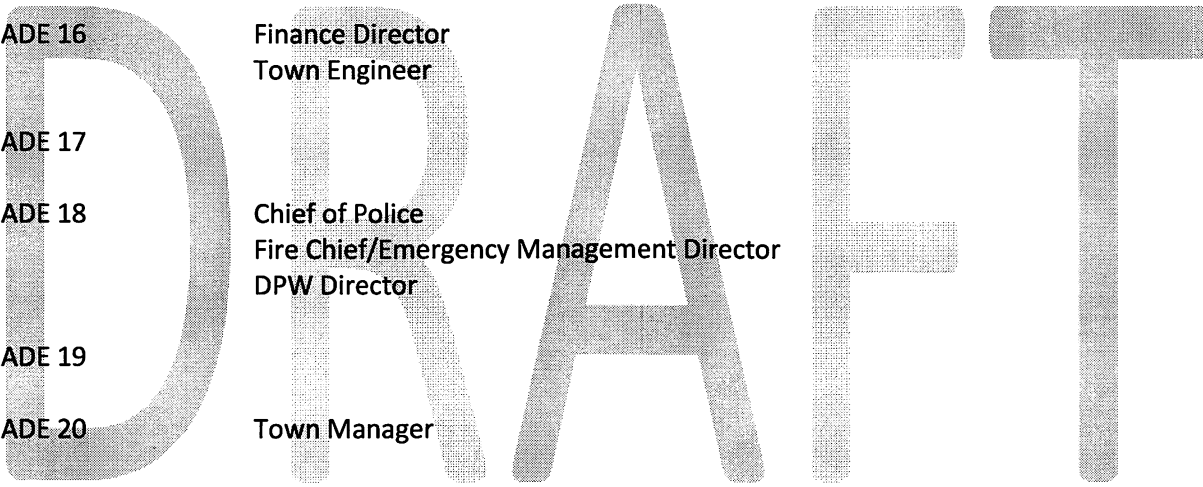 ADE 16 Finance Director
Town Engineer
ADE 17
ADE 18 Chief of Police
Fire Chief/Emergency Management Director
DPW Director
ADE 19
ADE 20 Town Manager
DRAFT